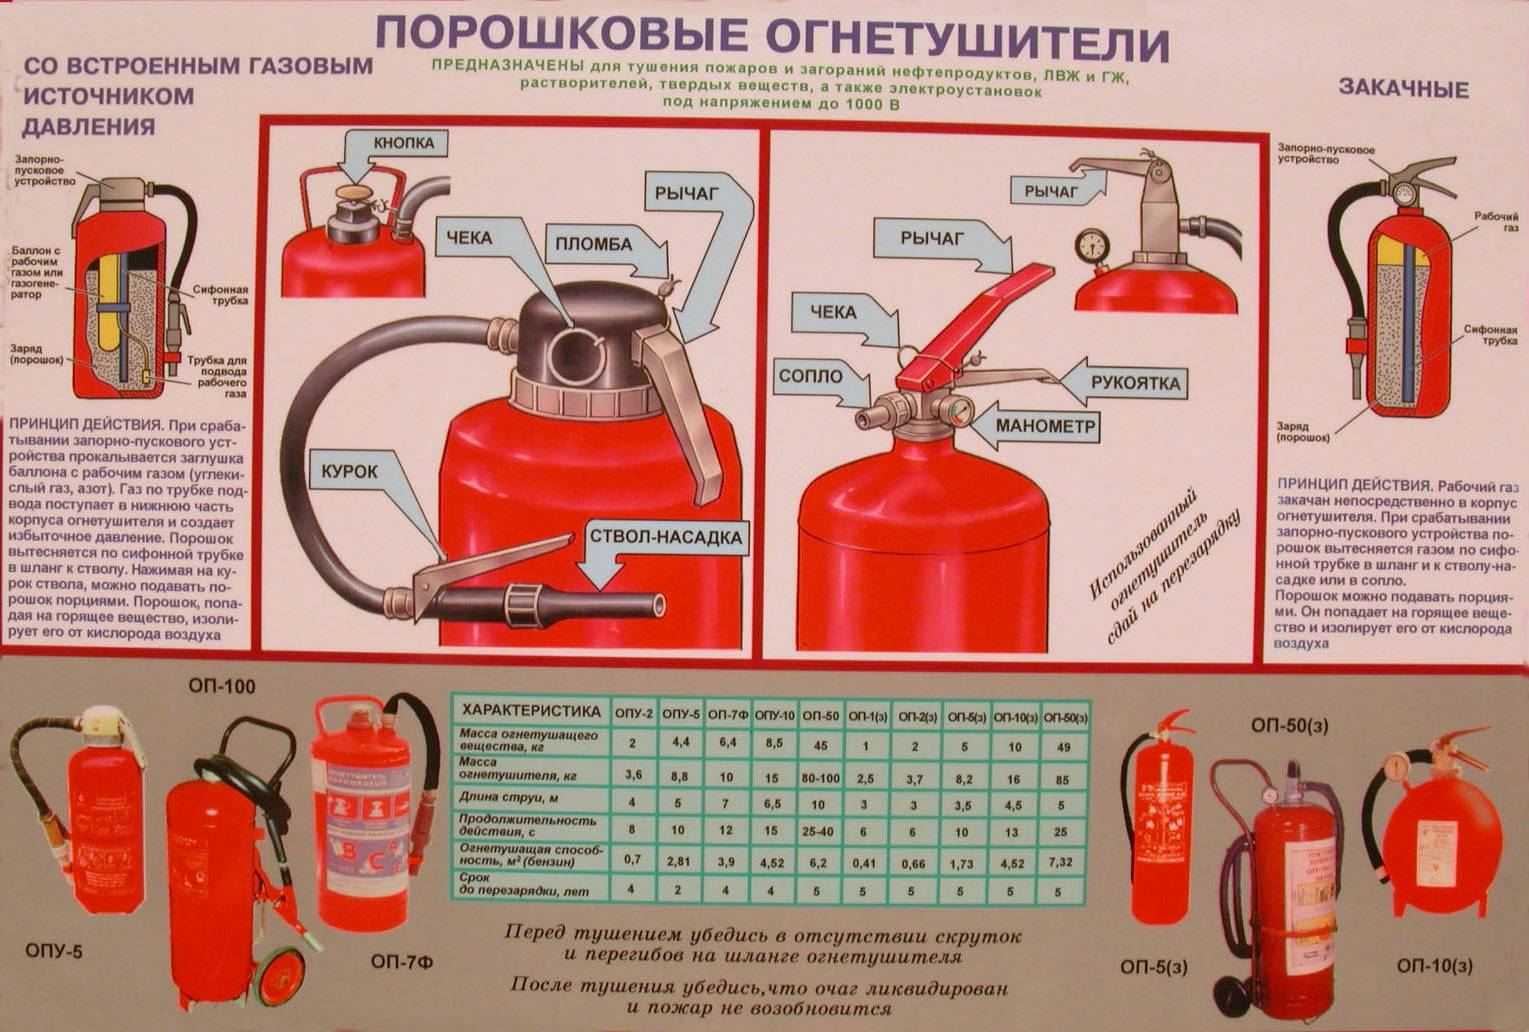 ПОРОШКОВЫЕ ОГНЕТУШИТЕЛИ
ПРЕДНАЗНАЧЕНЫ для тушения пожаров и загораний нефтепродуктов, ЛВЖ и ГЖ,
растворителей, твердых веществ, а также электроустановок
под напряжением до 1000 В
СО ВСТРОЕННЫМ ГАЗОВЫМ
ИСТОЧНИКОМ
ДАВЛЕНИЯ
Запорно-
пусковое
устройство
Баллон с
рабочим
газом или
газогене-
ратор
Сифонная
трубка
Заряд
(порошок)
Трубка для
подвода
рабочего
газа
ПРИНЦИП ДЕЙСТВИЯ. При сраба-
тывании запорно-пускового уст-
ройства прокалывается заглушка
баллона с рабочим газом (углеки-
слый газ, азот). Газ по трубке под-
вода поступает в нижнюю часть
корпуса огнетушителя и создает
избыточное давление. Порошок
вытесняется по сифонной трубке
в шланг к стволу. Нажимая на ку-
рок ствола, можно подавать по-
рошок порциями. Порошок, попа-
дая на горящее вещество, изоли-
рует его от кислорода воздуха
КНОПКА
ЧЕКА
ПЛОМБА
РЫЧАГ
КУРОК
СТВОЛ-НАСАДКА
РЫЧАГ
РЫЧАГ
ЧЕКА
СОПЛО
РУКОЯТКА
МАНОМЕТР
Использованный
огнетушитель
сдай на перезарядку
ЗАКАЧНЫЕ
Запорно-пусковое
устройство
Рабочий
газ
Сифонная
трубка
Заряд
(порошок)
ПРИНЦИП ДЕЙСТВИЯ. Рабочий газ
закачан непосредственно в корпус
огнетушителя. При срабатывании
запорно-пускового устройства по-
рошок вытесняется газом по сифо-
нной трубке в шланг и к стволу-на-
садке или в сопло.
Порошок можно подавать порция-
ми. Он попадает на горящее веще-
ство и изолирует его от кислорода
воздуха
ОПУ-5
ОП-100
ОП-7Ф
ОГНЕТУШИТЕЛЬ
ПОРОШКОВЫЙ
В С А Е
ХАРАКТЕРИСТИКА ОПУ-2 ОПУ-5 ОП-7Ф ОПУ-10 ОП-50 ОП-1(з) ОП-2(з) ОП-5(з) ОП-10(з) ОП-50(з)
Масса огнетушащего
вещества, кг 2 4,4 6,4 8,5 45 1 2 5 10 49
Масса
огнетушителя, кг 3,6 8,8 10 15 80-100 2,5 3,7 8,2 16 85
Длина струи, м 4 5 7 6,5 10 3 3 3,5 4,5 5
Продолжительность
действия, с 8 10 12 15 25-40 6 6 10 13 25
Огнетушащая способ-
ность, м² (бензин) 0,7 2,81 3,9 4,52 6,2 0,41 0,66 1,73 4,52 7,32
Срок
до перезарядки, лет 4 2 4 4 5 5 5 5 5 5
Перед тушением убедись в отсутствии скруток
и перегибов на шланге огнетушителя
После тушения убедись,что очаг ликвидирован
и пожар не возобновится
ОП-5(з)
ОП-50(з)
ОП-10(з)